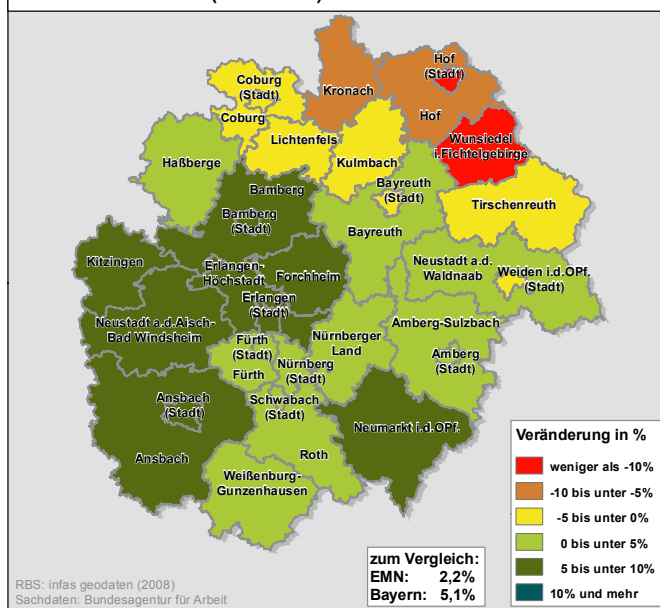 Hof
(Stadt)
Coburg
(Stadt)
Kronach
Hof
Coburg
Lichtenfels
Wunsiedel
i.Fichtelgebirge
Haßberge
Kulmbach
Bamberg
Bayreuth
(Stadt)
Tirschenreuth
Bamberg
(Stadt)
Bayreuth
Kitzingen
Erlangen-
Höchstadt
Forchheim
Neustadt a.d.
Waldnaab
Weiden i.d.OPf.
(Stadt)
Erlangen
(Stadt)
Neustadt a.d.Aisch-
Bad Windsheim
Nürnberger
Land
Amberg-Sulzbach
Fürth
(Stadt)
Fürth
Nürnberg
(Stadt)
Amberg
(Stadt)
Ansbach
(Stadt)
Schwabach
(Stadt)
Neumarkt i.d.OPf.
Ansbach
Roth
Weißenburg-
Gunzenhausen
Veränderung in %
weniger als -10%
-10 bis unter -5%
-5 bis unter 0%
0 bis unter 5%
5 bis unter 10%
10% und mehr
zum Vergleich:
EMN: 2,2%
Bayern: 5,1%
RBS: infas geodaten (2008)
Sachdaten: Bundesagentur für Arbeit